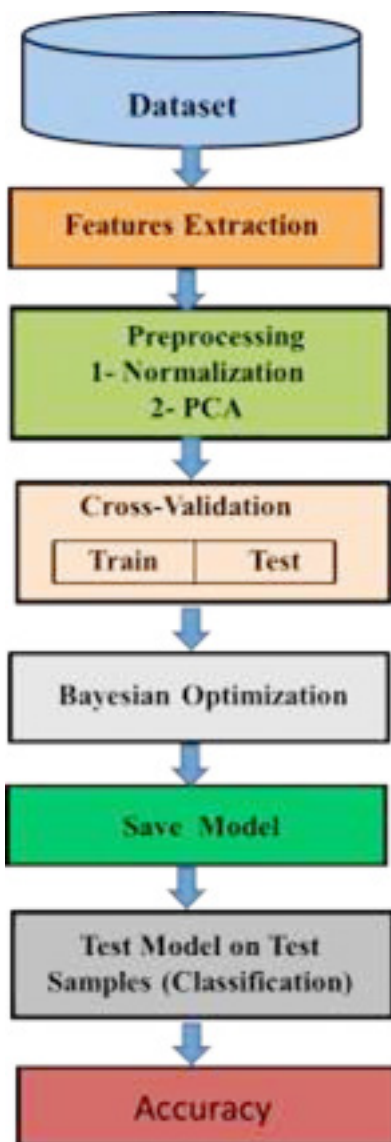 Dataset
Features Extraction
Preprocessing
1- Normalization
2- PCA
Cross-Validation
Train Test
Bayesian Optimization
Save Model
Test Model on Test
Samples (Classification)
Accuracy